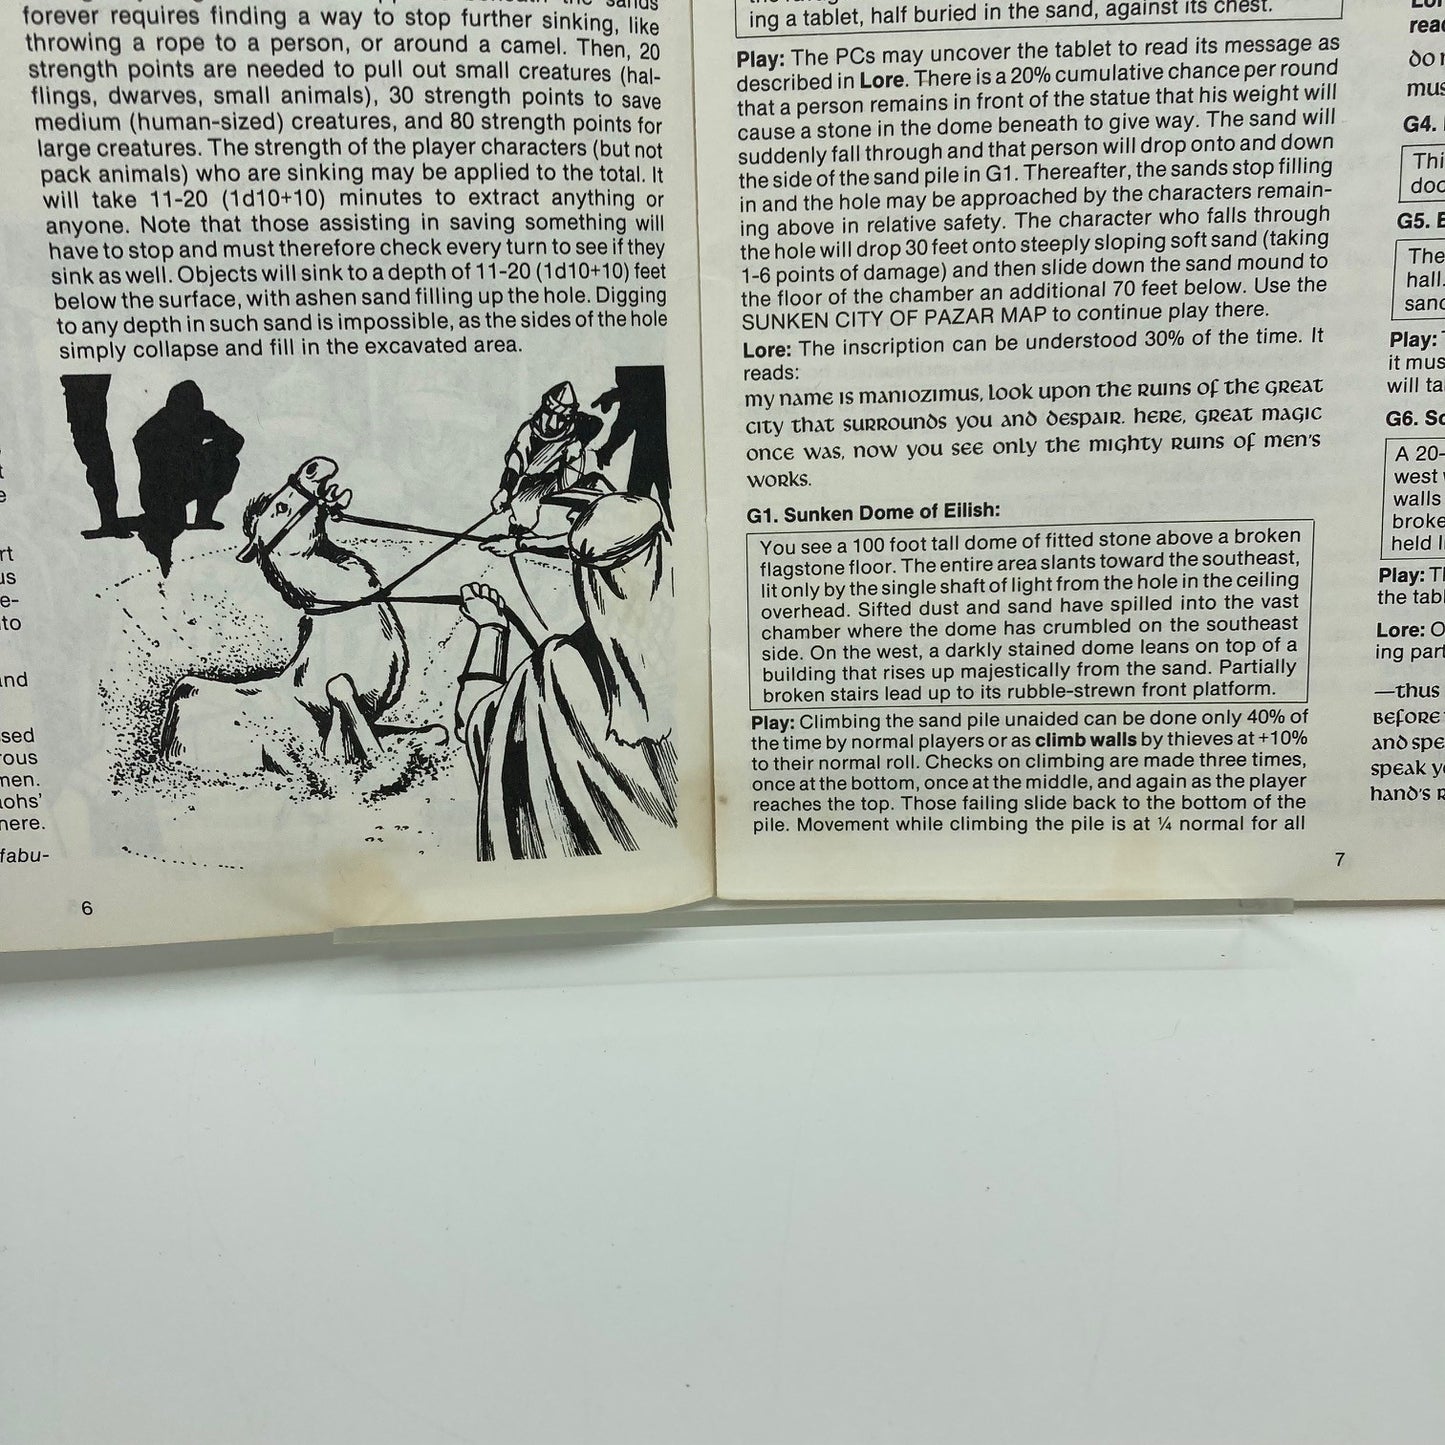 forever requires finding a way to stop further sinking, like
throwing a rope to a person, or around a camel. Then, 20
strength points are needed to pull out small creatures (hal-
flings, dwarves, small animals), 30 strength points to save
medium (human-sized) creatures, and 80 strength points for
large creatures. The strength of the player characters (but not
pack animals) who are sinking may be applied to the total. It
will take 11-20 (1d10+10) minutes to extract anything or
anyone. Note that those assisting in saving something will
have to stop and must therefore check every turn to see if they
sink as well. Objects will sink to a depth of 11-20 (1d10+10) feet
below the surface, with ashen sand filling up the hole. Digging
to any depth in such sand is impossible, as the sides of the hole
simply collapse and fill in the excavated area.
6
ing a tablet, half buried in the sand, against its chest.
Play: The PCs may uncover the tablet to read its message as
described in Lore. There is a 20% cumulative chance per round
that a person remains in front of the statue that his weight will
cause a stone in the dome beneath to give way. The sand will
suddenly fall through and that person will drop onto and down
the side of the sand pile in G1. Thereafter, the sands stop filling
in and the hole may be approached by the characters remain-
ing above in relative safety. The character who falls through
the hole will drop 30 feet onto steeply sloping soft sand (taking
1-6 points of damage) and then slide down the sand mound to
the floor of the chamber an additional 70 feet below. Use the
SUNKEN CITY OF PAZAR MAP to continue play there.
Lore: The inscription can be understood 30% of the time. It
reads:
my name is maniozimus, look upon the ruins of the great
city that surrounds you and despair. here, great magic
once was, now you see only the mighty ruins of men's
works.
G1. Sunken Dome of Eilish:
You see a 100 foot tall dome of fitted stone above a broken
flagstone floor. The entire area slants toward the southeast,
lit only by the single shaft of light from the hole in the ceiling
overhead. Sifted dust and sand have spilled into the vast
chamber where the dome has crumbled on the southeast
side. On the west, a darkly stained dome leans on top of a
building that rises up majestically from the sand. Partially
broken stairs lead up to its rubble-strewn front platform.
Play: Climbing the sand pile unaided can be done only 40% of
the time by normal players or as climb walls by thieves at +10%
to their normal roll. Checks on climbing are made three times,
once at the bottom, once at the middle, and again as the player
reaches the top. Those failing slide back to the bottom of the
pile. Movement while climbing the pile is at ¼ normal for all
7
G4.
G5.
The
hall.
Play:
it mus
will ta
G6.
A 20-
west
walls
broke
held
Play:
the tabl
Lore:
ing part
—thus
before
and spe
speak
hand's